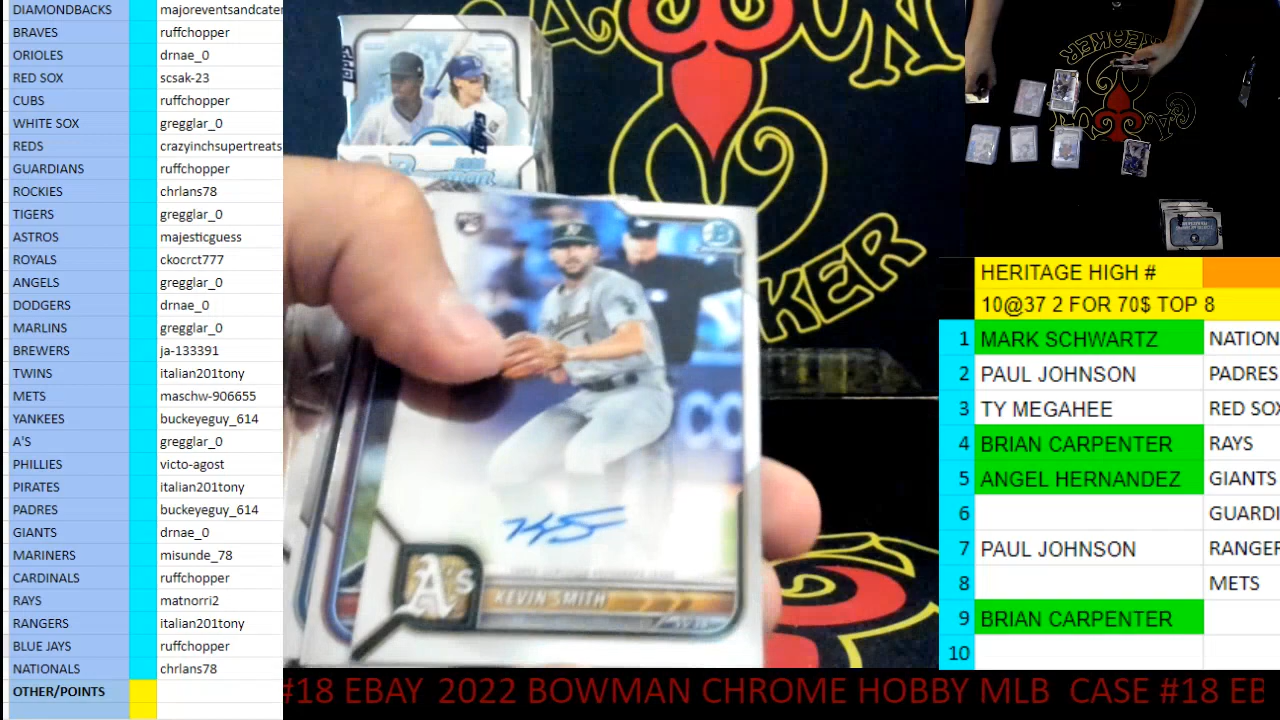 DIAMONDBACKS majoreventsandcater
BRAVES ruffchopper
ORIOLES drnae_0
RED SOX scsak-23
CUBS ruffchopper
WHITE SOX gregglar_0
REDS crazyinchsupertreats
GUARDIANS ruffchopper
ROCKIES chrlans78
TIGERS gregglar_0
ASTROS majesticguess
ROYALS ckocrct777
ANGELS gregglar_0
DODGERS drnae_0
MARLINS gregglar_0
BREWERS ja-133391
TWINS italian201tony
METS maschw-906655
YANKEES buckeyeguy_614
A'S gregglar_0
PHILLIES victo-agost
PIRATES italian201tony
PADRES buckeyeguy_614
GIANTS drnae_0
MARINERS misunde_78
CARDINALS ruffchopper
RAYS matnorri2
RANGERS italian201tony
BLUE JAYS ruffchopper
NATIONALS chrlans78
OTHER/POINTS
topps
Bowman
KER
A's
KEVIN SMITH
BREAKER
HERITAGE HIGH #
10@37 2 FOR 70$ TOP 8
1 MARK SCHWARTZ NATION
2 PAUL JOHNSON PADRES
3 TY MEGAHEE RED SOX
4 BRIAN CARPENTER RAYS
5 ANGEL HERNANDEZ GIANTS
6 GUARDI
7 PAUL JOHNSON RANGER
8 METS
9 BRIAN CARPENTER
10
#18 EBAY 2022 BOWMAN CHROME HOBBY MLB CASE #18 EB